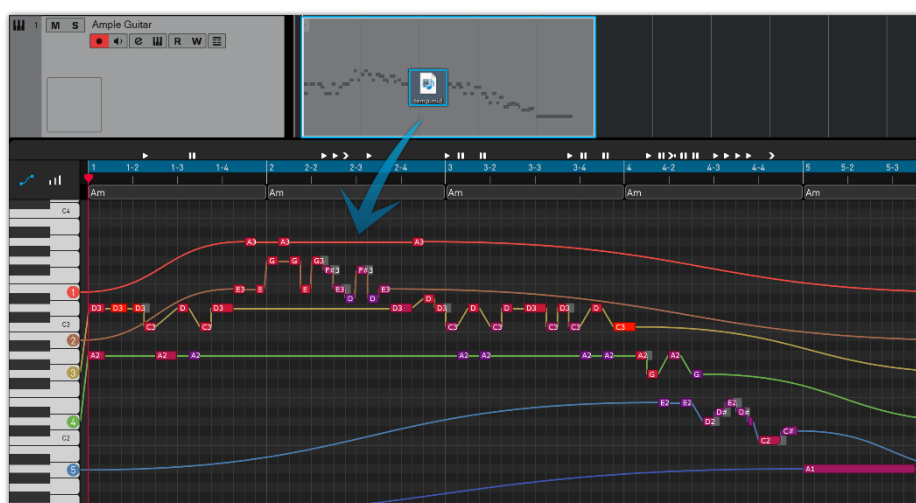 1 M S Ample Guitar
e R W
temp.mid
1 1-2 1-3 1-4 2 2-2 2-3 2-4 3 3-2 3-3 3-4 4 4-2 4-3 4-4 5 5-2 5-3
Am Am Am Am Am
C4
A3 A3 A3
G G G3
F#3 F#3
1 E3 E E E3 E3
D D
D3 D3 D3 D D3 D3 D D3 D D D3 D3 D
C3 C3 C3 C3 C3 C3 C3
2
A2 A2 A2 A2 A2 A2 A2 A2 A2
3 G G
E2 E2 E2
D# D#
4 D2
C#
C2 C2
5 A1